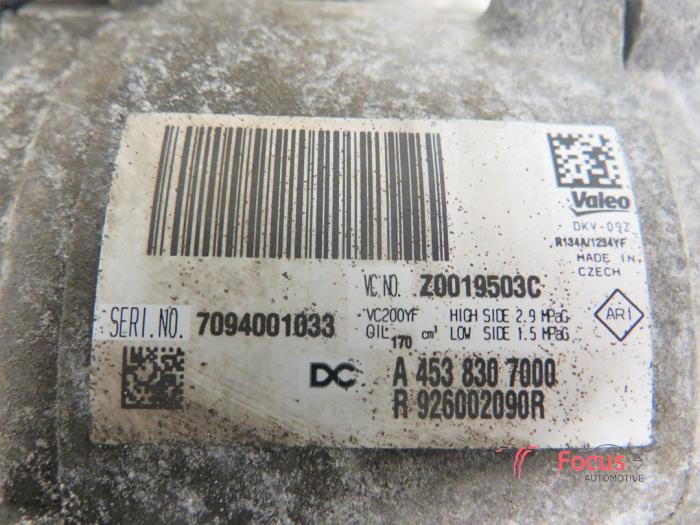 Valeo
DKV-09Z
R134A/1234YF
MADE IN
CZECH
V.C NO. Z0019503C
SERI.NO. 7094001033
VC200YF HIGH SIDE 2.9 MPaG
OIL 170 cm³ LOW SIDE 1.5 MPaG
AR1
DC A 453 830 7000
R 926002090R
Focus
AUTOMOTIVE